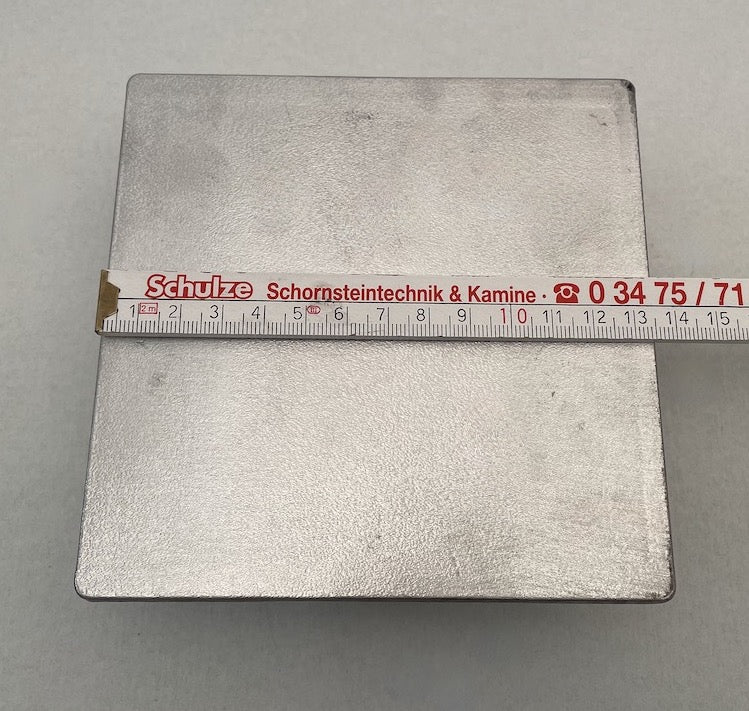 Schulze Schornsteintechnik & Kamine · ☎ 0 34 75 / 71
1 2m 2 3 4 5 III 6 7 8 9 10 11 12 13 14 15